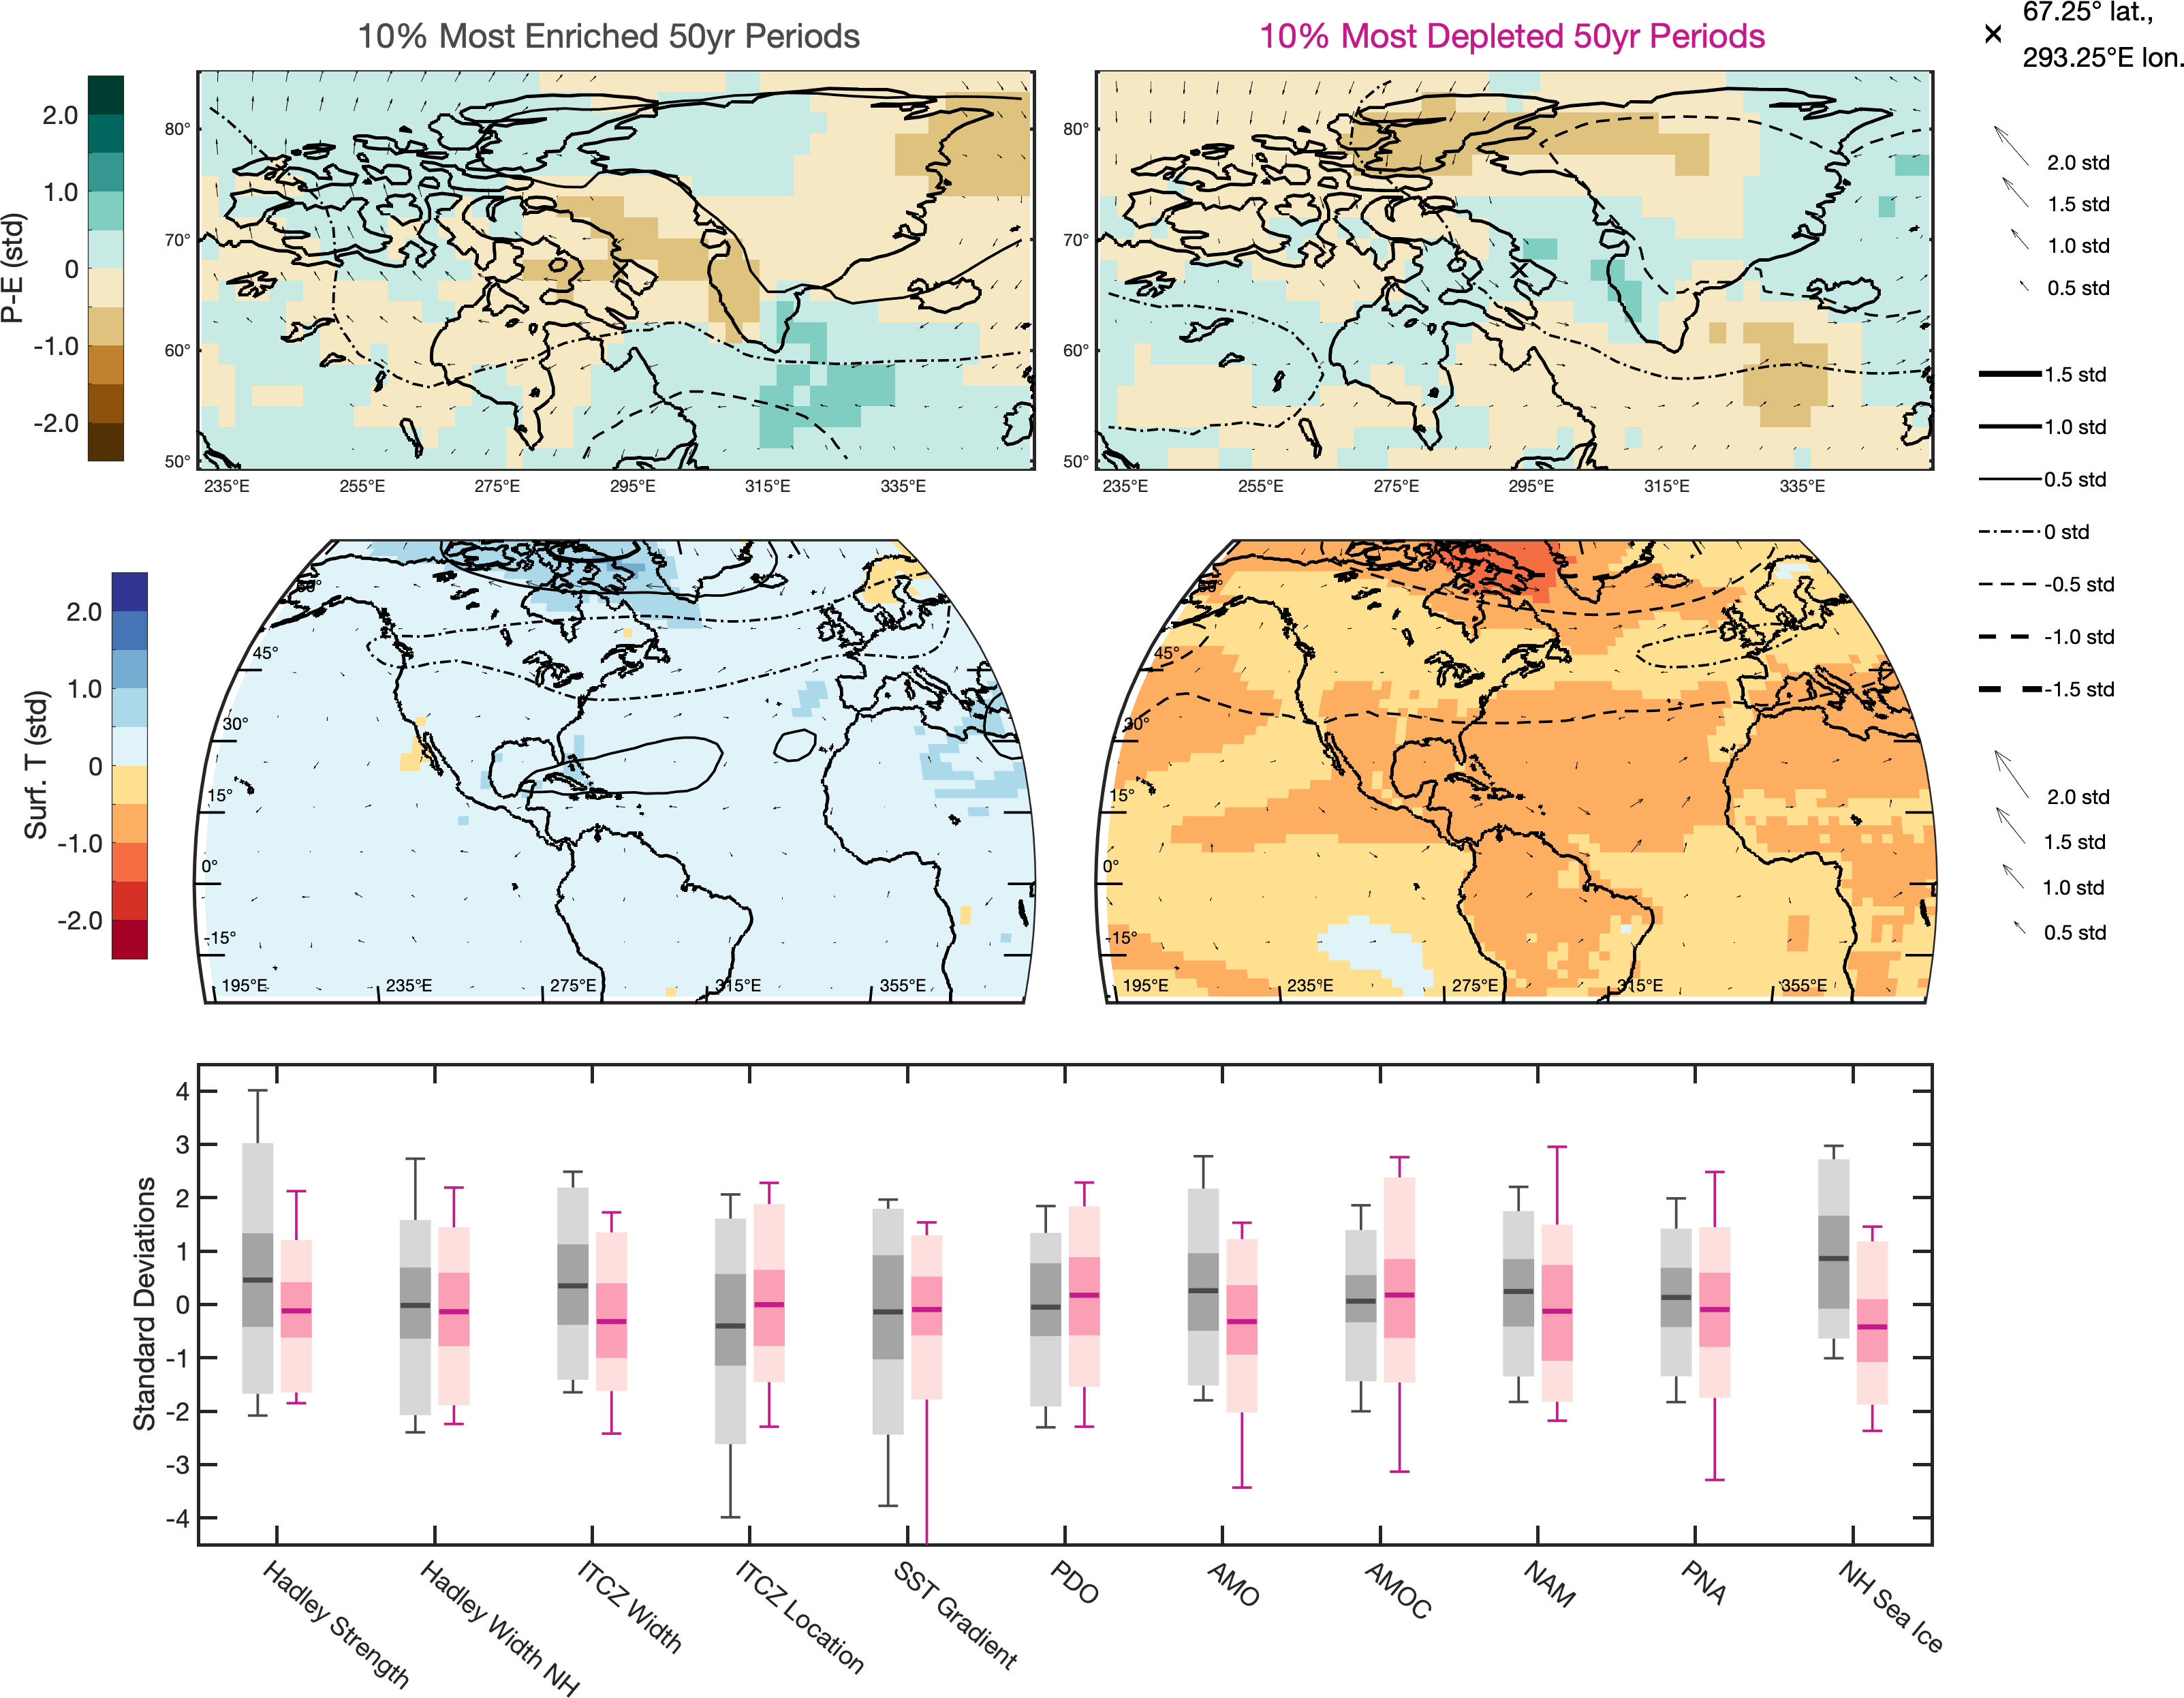 10% Most Enriched 50yr Periods
10% Most Depleted 50yr Periods
67.25° lat.,
293.25°E lon.
P-E (std)
2.0
1.0
0
-1.0
-2.0
80°
70°
60°
50°
235°E 255°E 275°E 295°E 315°E 335°E
80°
70°
60°
50°
235°E 255°E 275°E 295°E 315°E 335°E
2.0 std
1.5 std
1.0 std
0.5 std
1.5 std
1.0 std
0.5 std
0 std
-0.5 std
-1.0 std
-1.5 std
Surf. T (std)
2.0
1.0
0
-1.0
-2.0
60°
45°
30°
15°
0°
-15°
195°E 235°E 275°E 315°E 355°E
60°
45°
30°
15°
0°
-15°
195°E 235°E 275°E 315°E 355°E
2.0 std
1.5 std
1.0 std
0.5 std
Standard Deviations
4
3
2
1
0
-1
-2
-3
-4
Hadley Strength
Hadley Width NH
ITCZ Width
ITCZ Location
SST Gradient
PDO
AMO
AMOC
NAM
PNA
NH Sea Ice